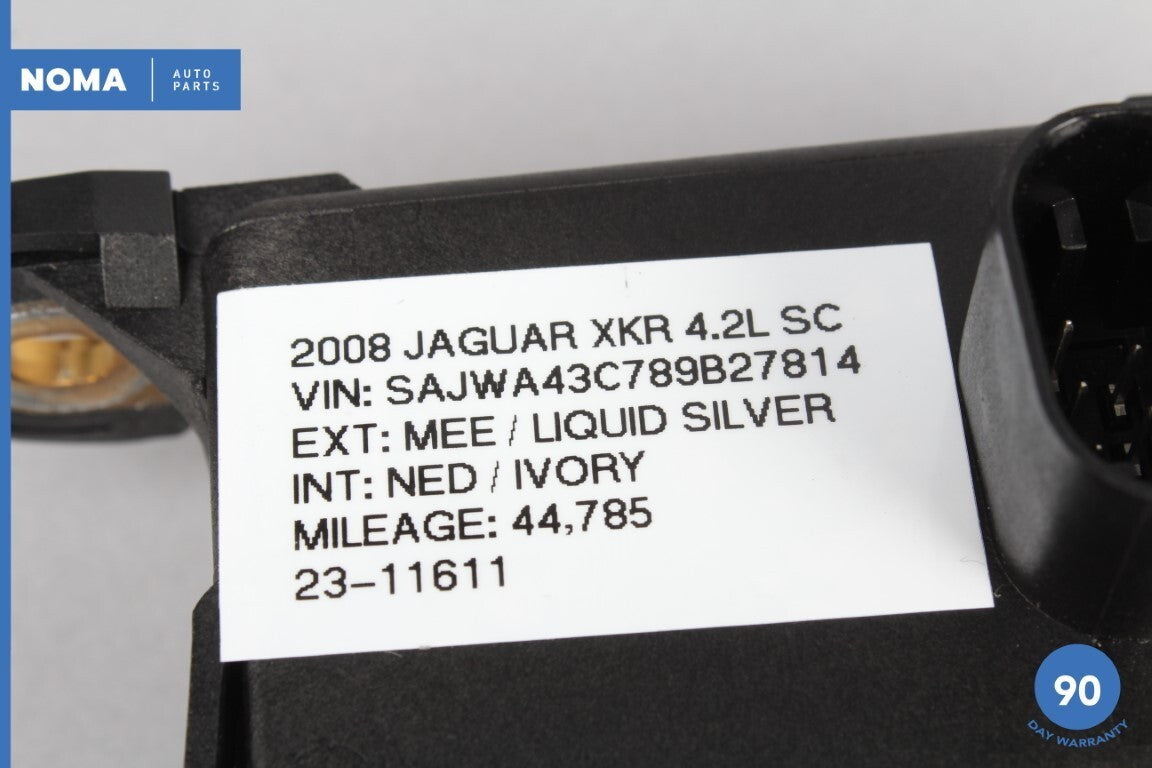 NOMA
AUTO
PARTS
2008 JAGUAR XKR 4.2L SC
VIN: SAJWA43C789B27814
EXT: MEE / LIQUID SILVER
INT: NED / IVORY
MILEAGE: 44,785
23-11611
90
DAY WARRANTY